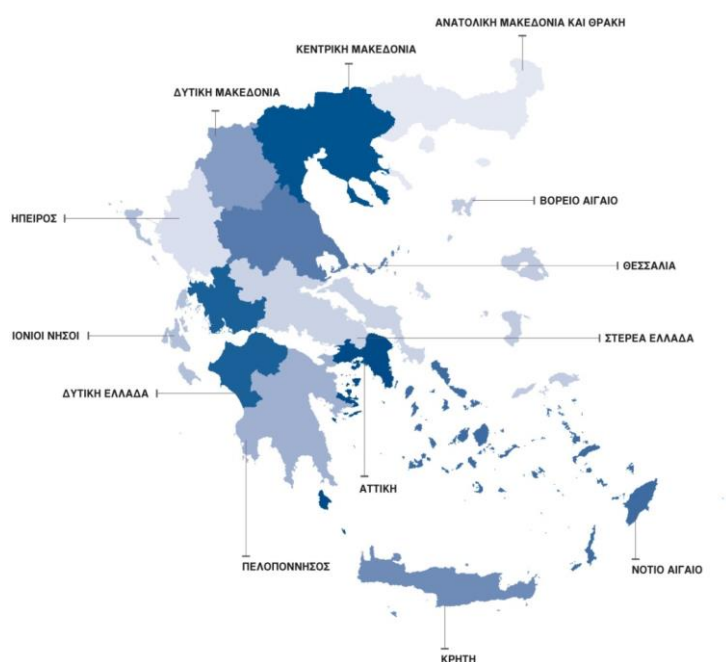 ΑΝΑΤΟΛΙΚΗ ΜΑΚΕΔΟΝΙΑ ΚΑΙ ΘΡΑΚΗ
ΚΕΝΤΡΙΚΗ ΜΑΚΕΔΟΝΙΑ
ΔΥΤΙΚΗ ΜΑΚΕΔΟΝΙΑ
ΒΟΡΕΙΟ ΑΙΓΑΙΟ
ΗΠΕΙΡΟΣ
ΘΕΣΣΑΛΙΑ
ΙΟΝΙΟΙ ΝΗΣΟΙ
ΣΤΕΡΕΑ ΕΛΛΑΔΑ
ΔΥΤΙΚΗ ΕΛΛΑΔΑ
ΑΤΤΙΚΗ
ΠΕΛΟΠΟΝΝΗΣΟΣ
ΝΟΤΙΟ ΑΙΓΑΙΟ
ΚΡΗΤΗ